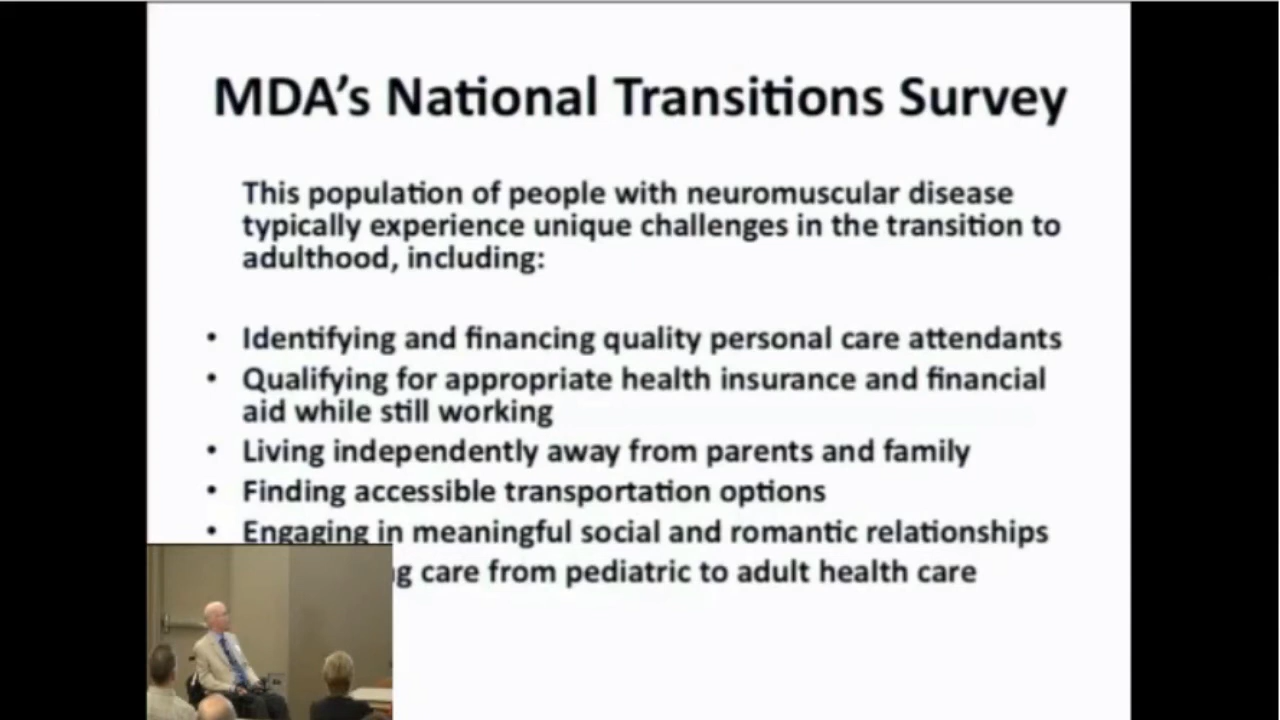 MDA's National Transitions Survey
This population of people with neuromuscular disease
typically experience unique challenges in the transition to
adulthood, including:
• Identifying and financing quality personal care attendants
• Qualifying for appropriate health insurance and financial
aid while still working
• Living independently away from parents and family
• Finding accessible transportation options
• Engaging in meaningful social and romantic relationships
care from pediatric to adult health care